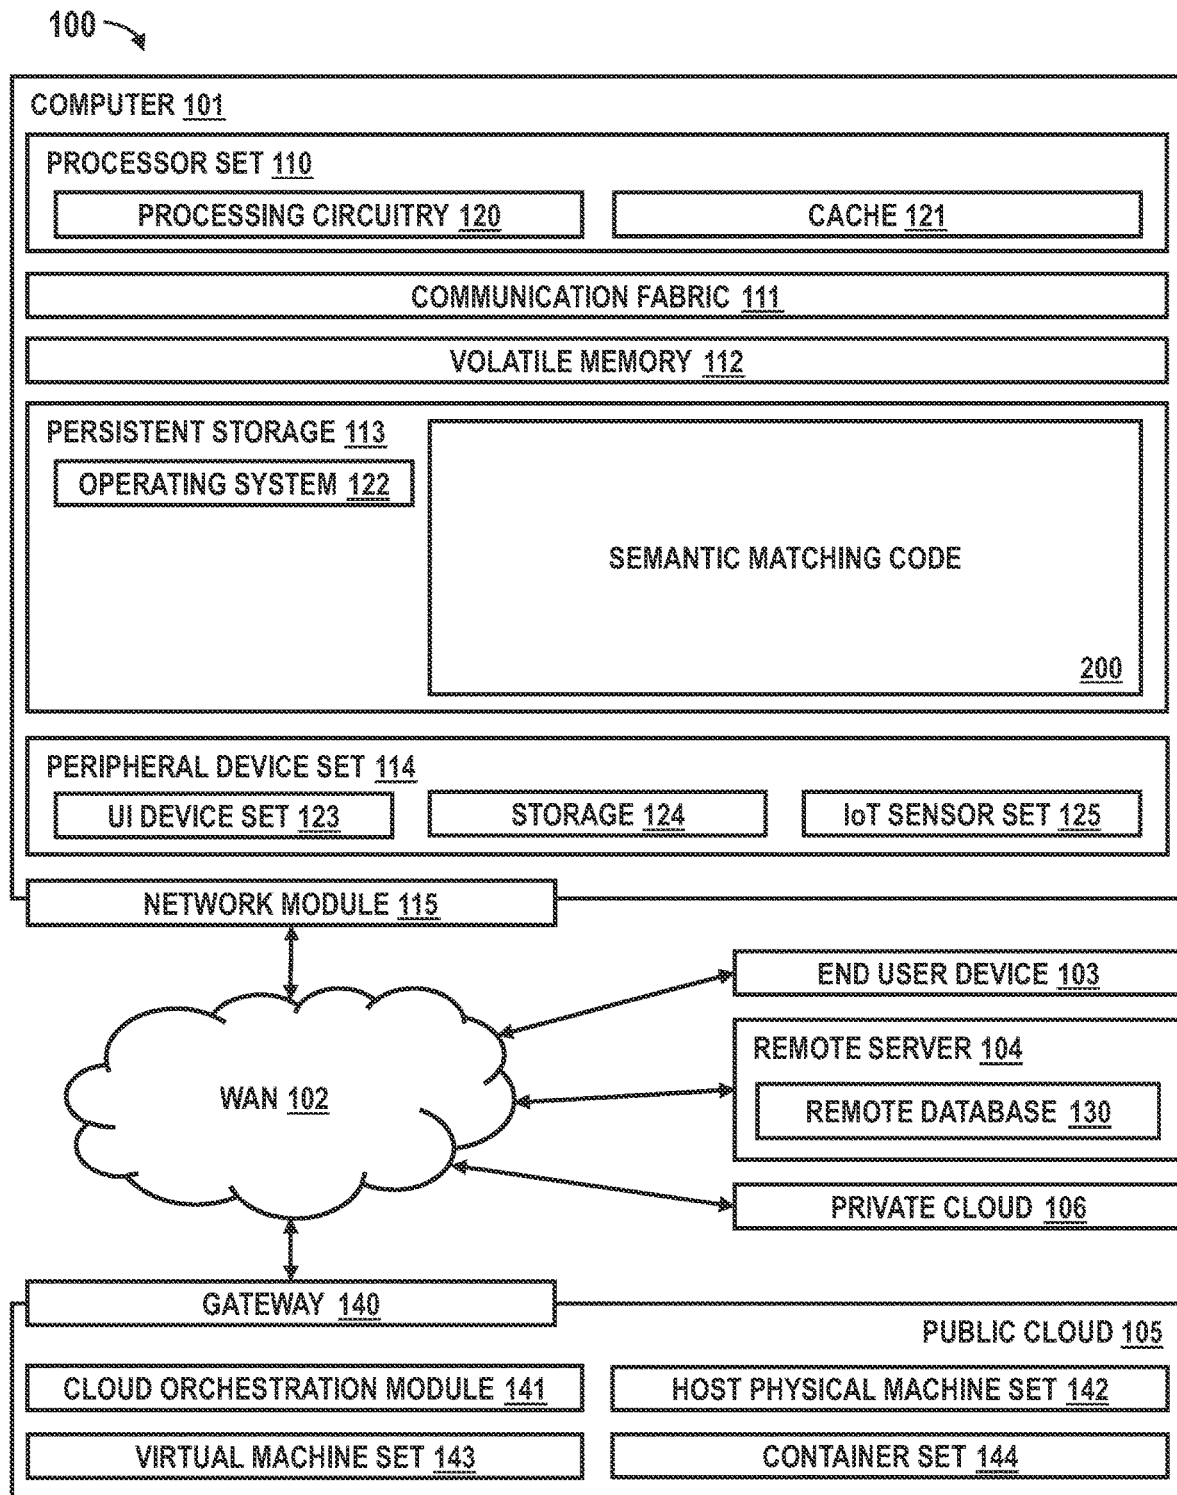 100
COMPUTER 101
PROCESSOR SET 110
PROCESSING CIRCUITRY 120
CACHE 121
COMMUNICATION FABRIC 111
VOLATILE MEMORY 112
PERSISTENT STORAGE 113
OPERATING SYSTEM 122
SEMANTIC MATCHING CODE
200
PERIPHERAL DEVICE SET 114
UI DEVICE SET 123
STORAGE 124
IoT SENSOR SET 125
NETWORK MODULE 115
END USER DEVICE 103
REMOTE SERVER 104
WAN 102
REMOTE DATABASE 130
PRIVATE CLOUD 106
GATEWAY 140
PUBLIC CLOUD 105
CLOUD ORCHESTRATION MODULE 141
HOST PHYSICAL MACHINE SET 142
VIRTUAL MACHINE SET 143
CONTAINER SET 144